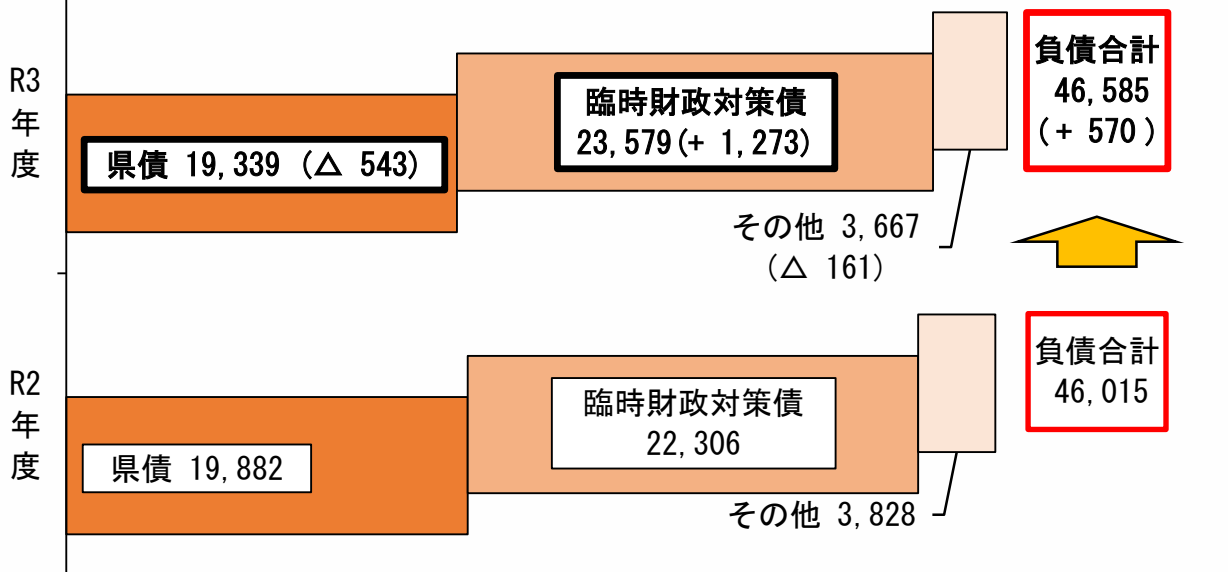 R3
年
度
県債 19,339 (△ 543)
臨時財政対策債
23,579(+ 1,273)
その他 3,667
(△ 161)
負債合計
46,585
(+ 570 )
R2
年
度
県債 19,882
臨時財政対策債
22,306
その他 3,828
負債合計
46,015